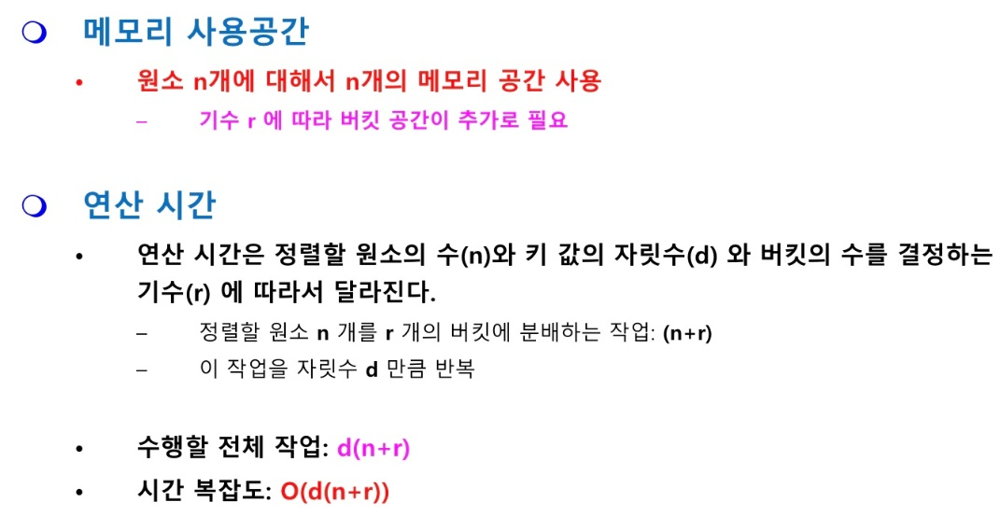 메모리 사용공간
• 원소 n개에 대해서 n개의 메모리 공간 사용
– 기수 r 에 따라 버킷 공간이 추가로 필요
연산 시간
• 연산 시간은 정렬할 원소의 수(n)와 키 값의 자릿수(d) 와 버킷의 수를 결정하는
기수(r) 에 따라서 달라진다.
– 정렬할 원소 n 개를 r 개의 버킷에 분배하는 작업: (n+r)
– 이 작업을 자릿수 d 만큼 반복
• 수행할 전체 작업: d(n+r)
• 시간 복잡도: O(d(n+r))